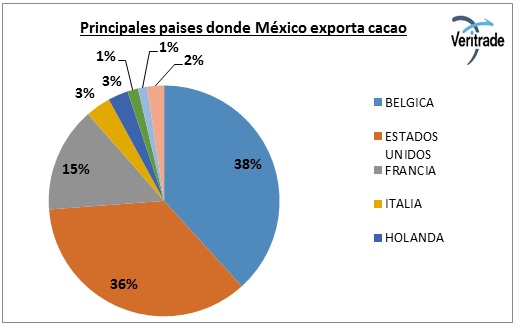 Principales paises donde México exporta cacao
Veritrade
1%
1%
2%
3%
3%
15%
38%
36%
BELGICA
ESTADOS
UNIDOS
FRANCIA
ITALIA
HOLANDA